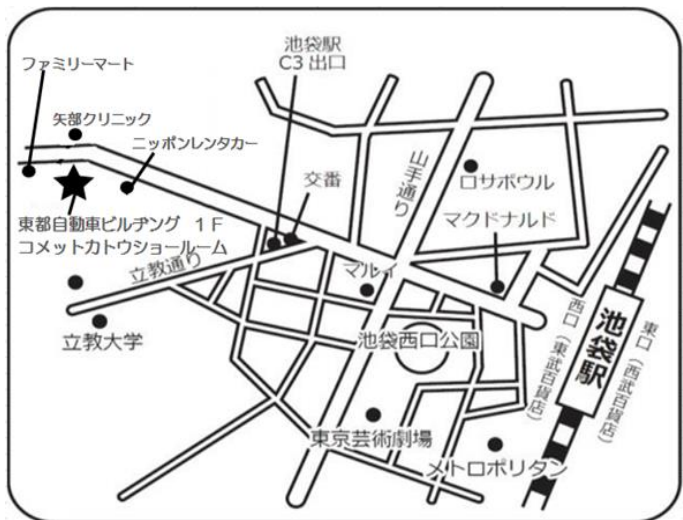 池袋駅
C3 出口
ファミリーマート
矢部クリニック
ニッポンレンタカー
交番
山手通り
ロサボウル
マクドナルド
東都自動車ビルヂング 1F
コメットカトウショールーム
立教通り
マルイ
立教大学
池袋西口公園
池袋駅
西口（東武百貨店）
東口（西武百貨店）
東京芸術劇場
メトロポリタン